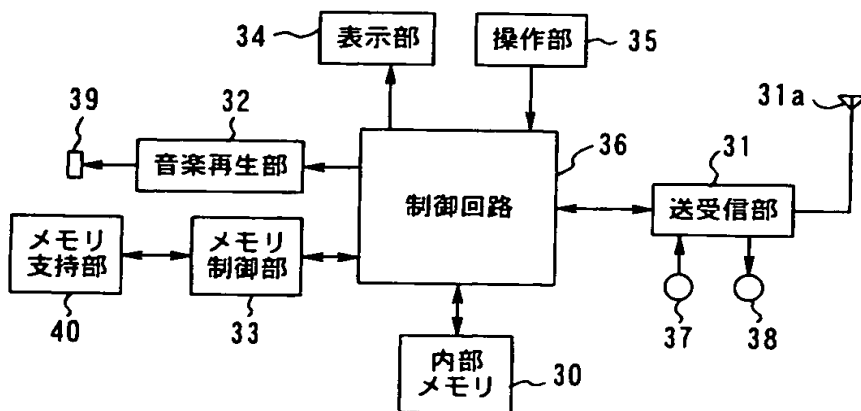 34
表示部
操作部
35
39
32
31a
音楽再生部
36
31
制御回路
送受信部
メモリ
支持部
メモリ
制御部
40
33
37
38
内部
メモリ
30